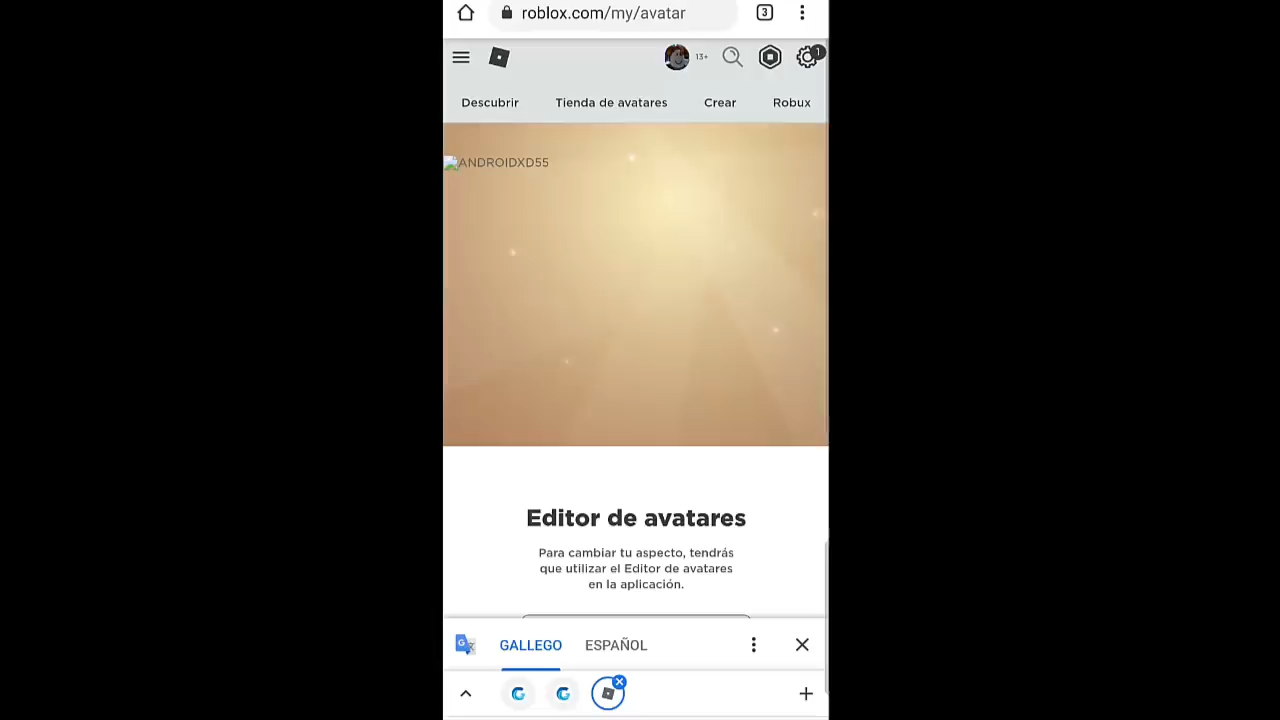 roblox.com/my/avatar
3
13+
1
Descubrir Tienda de avatares Crear Robux
ANDROIDXD55
Editor de avatares
Para cambiar tu aspecto, tendrás
que utilizar el Editor de avatares
en la aplicación.
GALLEGO ESPAÑOL